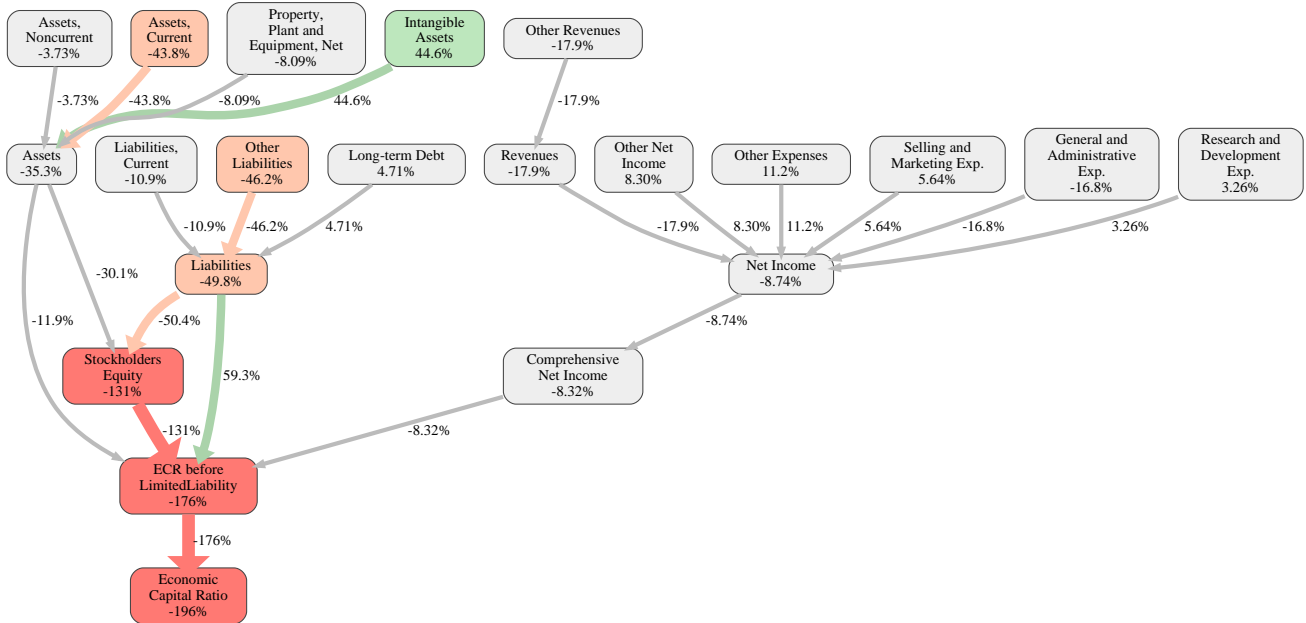 Assets,
Noncurrent
-3.73%
Assets,
Current
-43.8%
Property,
Plant and
Equipment, Net
-8.09%
Intangible
Assets
44.6%
Other Revenues
-17.9%
-3.73%
-43.8%
-8.09%
44.6%
-17.9%
Assets
-35.3%
Liabilities,
Current
-10.9%
Other
Liabilities
-46.2%
Long-term Debt
4.71%
Revenues
-17.9%
Other Net
Income
8.30%
Other Expenses
11.2%
Selling and
Marketing Exp.
5.64%
General and
Administrative
Exp.
-16.8%
Research and
Development
Exp.
3.26%
-10.9%
-46.2%
4.71%
-17.9%
8.30%
11.2%
5.64%
-16.8%
3.26%
Liabilities
-49.8%
Net Income
-8.74%
-30.1%
-11.9%
-50.4%
-8.74%
Stockholders
Equity
-131%
59.3%
Comprehensive
Net Income
-8.32%
-131%
-8.32%
ECR before
LimitedLiability
-176%
-176%
Economic
Capital Ratio
-196%